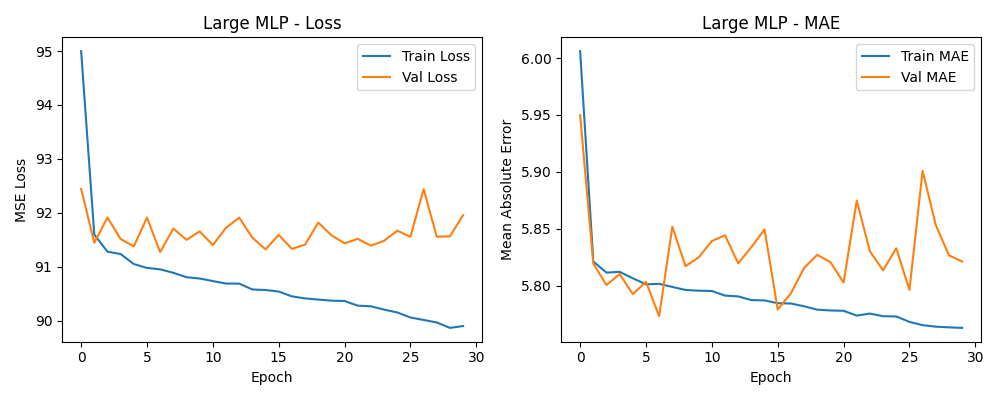 Large MLP - Loss
MSE Loss
95
94
93
92
91
90
Train Loss
Val Loss
0 5 10 15 20 25 30
Epoch
Large MLP - MAE
Mean Absolute Error
6.00
5.95
5.90
5.85
5.80
Train MAE
Val MAE
0 5 10 15 20 25 30
Epoch